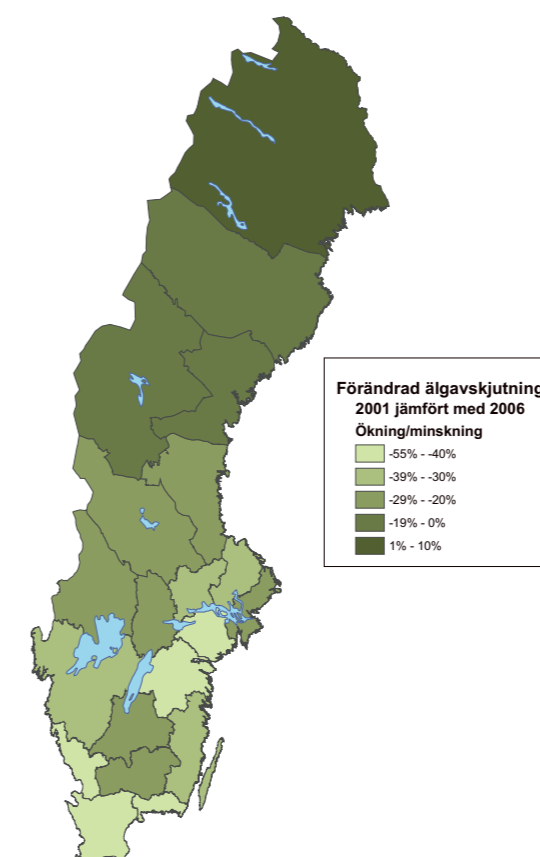 Förändrad älgavskjutning
2001 jämfört med 2006
Ökning/minskning
-55% - -40%
-39% - -30%
-29% - -20%
-19% - 0%
1% - 10%